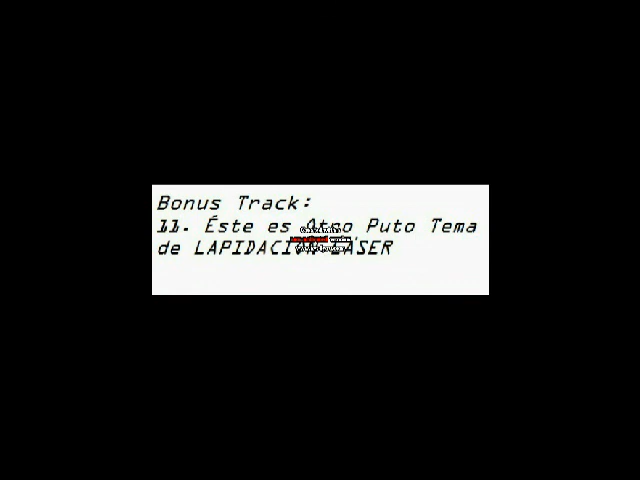 Bonus Track:
11. Éste es Otro Puto Tema
de LAPIDACIÓN LÁSER